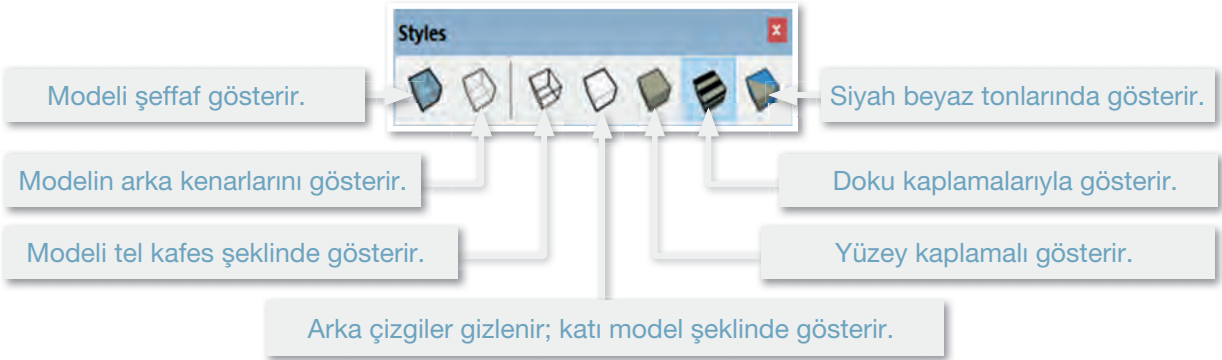 Styles
x
Modeli şeffaf gösterir.
Siyah beyaz tonlarında gösterir.
Modelin arka kenarlarını gösterir.
Doku kaplamalarıyla gösterir.
Modeli tel kafes şeklinde gösterir.
Yüzey kaplamalı gösterir.
Arka çizgiler gizlenir; katı model şeklinde gösterir.